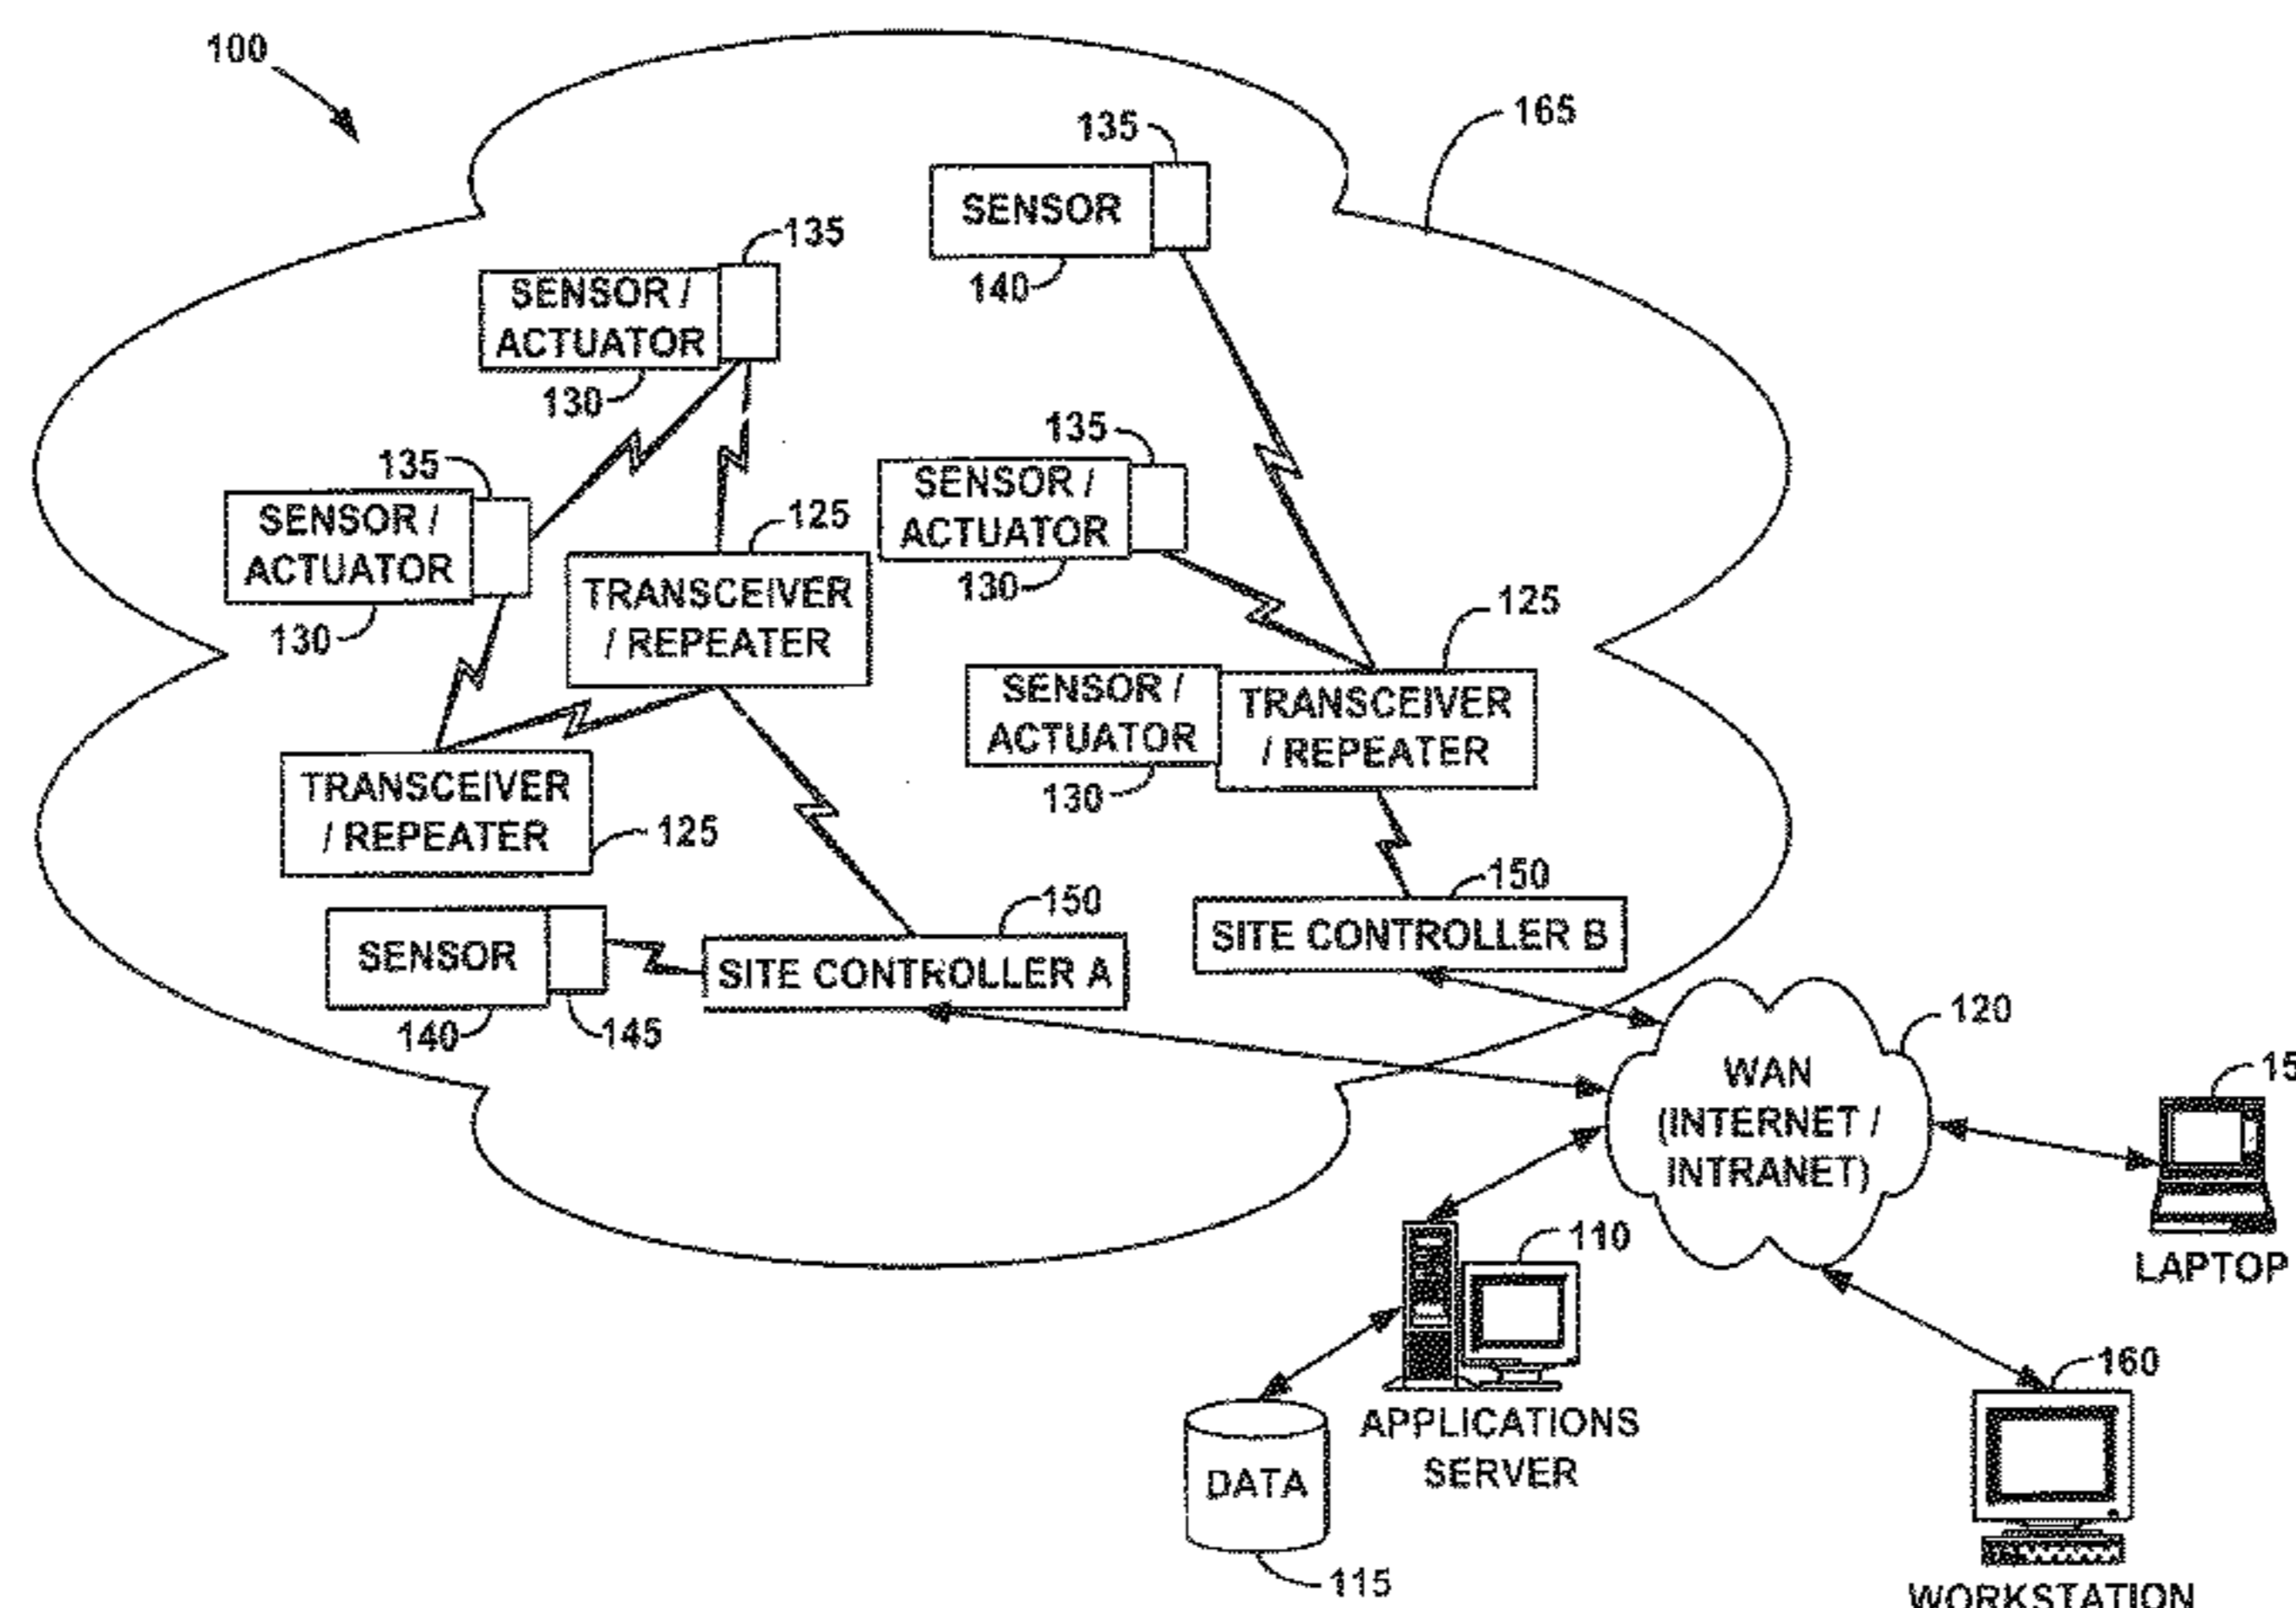 100
165
135
SENSOR
140
135
SENSOR /
ACTUATOR
130
135
SENSOR /
ACTUATOR
130
135
SENSOR /
ACTUATOR
130
125
TRANSCEIVER
/ REPEATER
125
SENSOR /
ACTUATOR
130
TRANSCEIVER
/ REPEATER
TRANSCEIVER
/ REPEATER
125
150
SITE CONTROLLER B
SENSOR
140
145
150
SITE CONTROLLER A
120
WAN
(INTERNET /
INTRANET)
15
LAPTOP
110
APPLICATIONS
SERVER
DATA
115
160
WORKSTATION